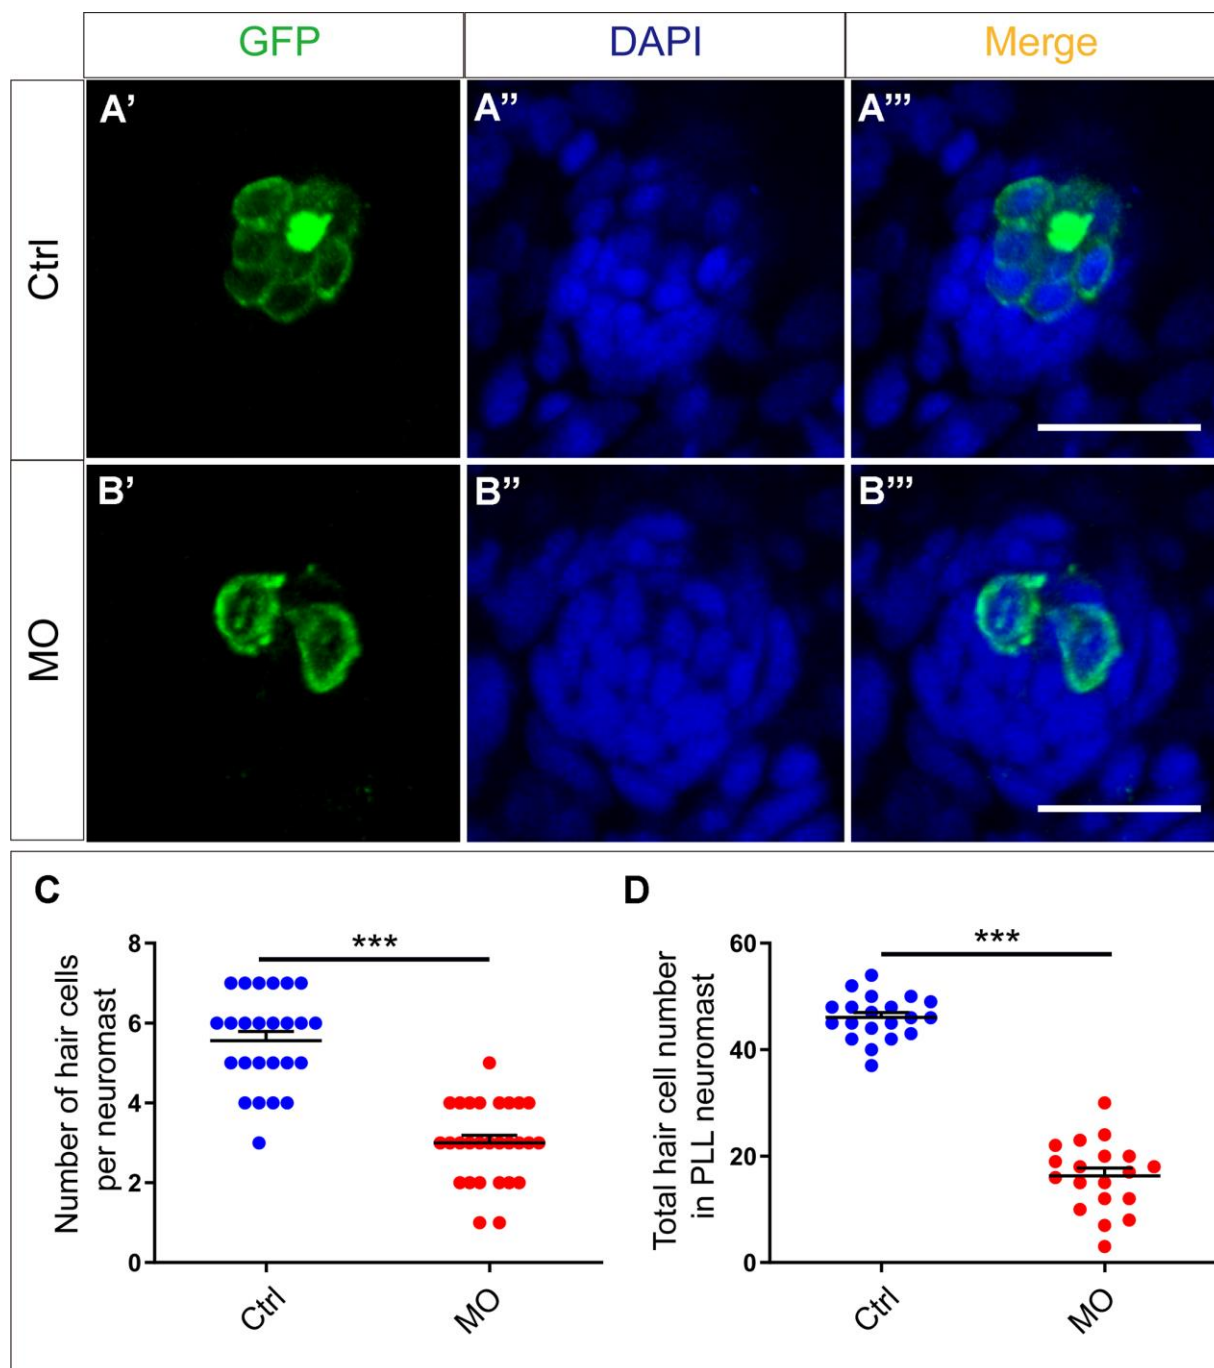 GFP DAPI Merge
Ctrl
A’ A’’ A’’’
MO
B’ B’’ B’’’
C
Number of hair cells
per neuromast
***
8
6
4
2
0
Ctrl MO
D
Total hair cell number
in PLL neuromast
***
60
40
20
0
Ctrl MO